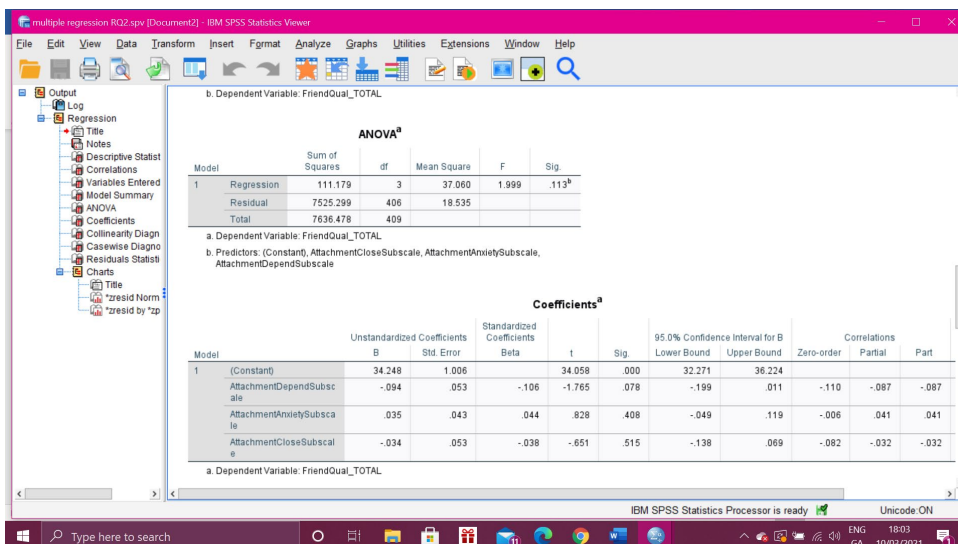 multiple regression RQ2.spv [Document2] - IBM SPSS Statistics Viewer
File Edit View Data Transform Insert Format Analyze Graphs Utilities Extensions Window Help
Output
Log
Regression
Title
Notes
Descriptive Statist
Correlations
Variables Entered
Model Summary
ANOVA
Coefficients
Collinearity Diagn
Casewise Diagno
Residuals Statisti
Charts
Title
*zresid Norm
*zresid by *zp
b. Dependent Variable: FriendQual_TOTAL
ANOVAa
Model Sum of Squares df Mean Square F Sig.
1 Regression 111.179 3 37.060 1.999 .113b
Residual 7525.299 406 18.535
Total 7636.478 409
a. Dependent Variable: FriendQual_TOTAL
b. Predictors: (Constant), AttachmentCloseSubscale, AttachmentAnxietySubscale,
AttachmentDependSubscale
Coefficientsa
Unstandardized Coefficients Standardized Coefficients 95.0% Confidence Interval for B Correlations
Model B Std. Error Beta t Sig. Lower Bound Upper Bound Zero-order Partial Part
1 (Constant) 34.248 1.006 34.058 .000 32.271 36.224
AttachmentDependSubsc
ale -.094 .053 -.106 -1.765 .078 -.199 .011 -.110 -.087 -.087
AttachmentAnxietySubsca
le .035 .043 .044 .828 .408 -.049 .119 -.006 .041 .041
AttachmentCloseSubscal
e -.034 .053 -.038 -.651 .515 -.138 .069 -.082 -.032 -.032
a. Dependent Variable: FriendQual_TOTAL
IBM SPSS Statistics Processor is ready Unicode:ON
Type here to search
ENG 18:03
GA 10/03/2021